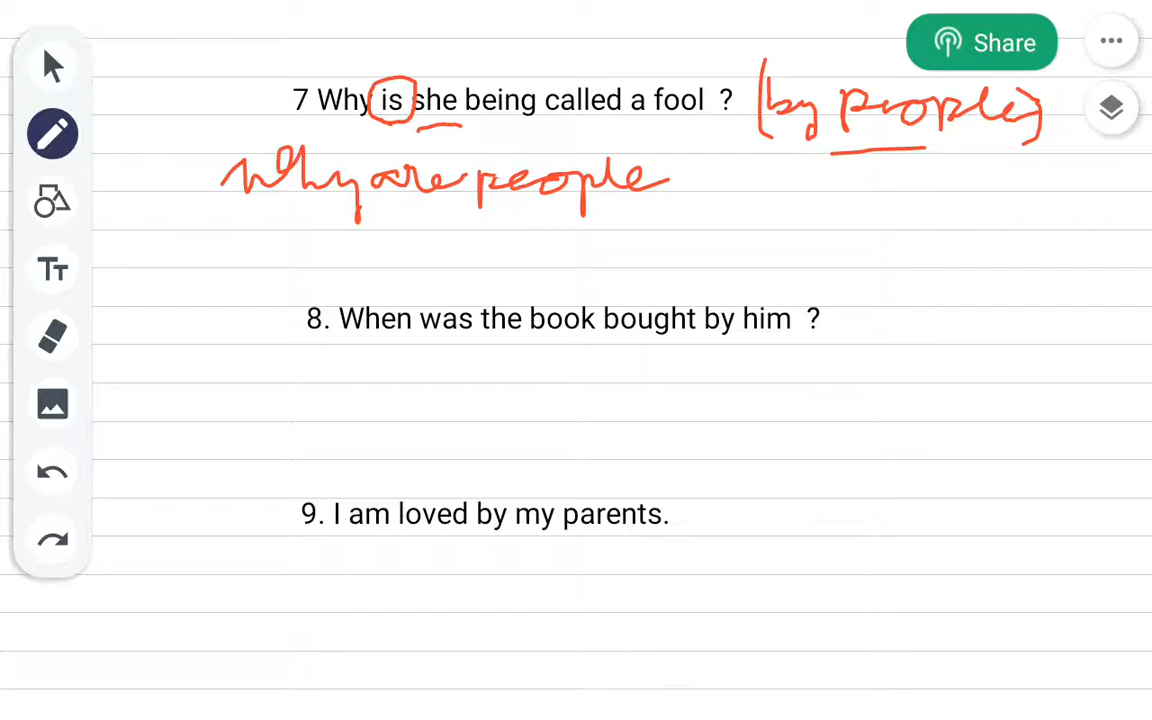 Share
7 Why is she being called a fool ? (by people)
Why are people
8. When was the book bought by him ?
9. I am loved by my parents.